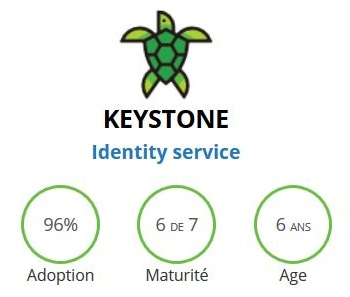 KEYSTONE
Identity service
96% 6 DE 7 6 ANS
Adoption Maturité Age